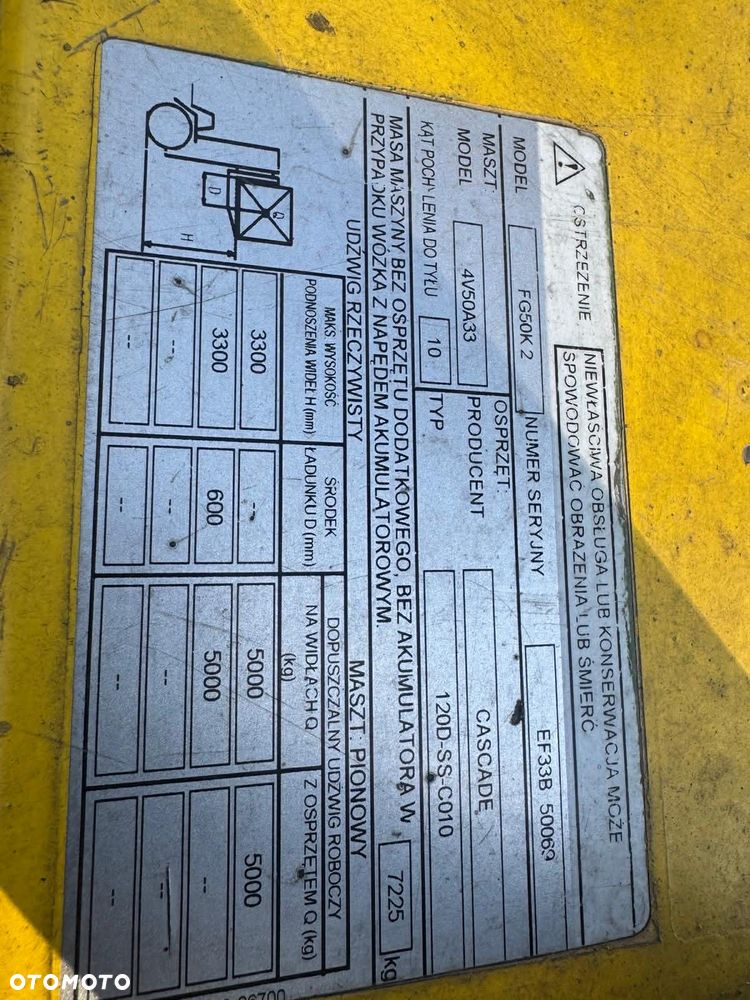 OSTRZEŻENIE
NIEWŁAŚCIWA OBSŁUGA LUB KONSERWACJA MOŻE
SPOWODOWAĆ OBRAŻENIA LUB ŚMIERĆ
MODEL FG50K2 NUMER SERYJNY EF33B 50069
MASZT: OSPRZĘT:
MODEL 4V50A33 PRODUCENT CASCADE
KĄT POCHYLENIA DO TYŁU 10 TYP 120D-SS-C010
MASA MASZYNY BEZ OSPRZĘTU DODATKOWEGO, BEZ AKUMULATORA W
PRZYPADKU WÓZKA Z NAPĘDEM AKUMULATOROWYM. 7225 kg
UDŹWIG RZECZYWISTY MASZT: PIONOWY
MAKS. WYSOKOŚĆ
PODNOSZENIA WIDEŁ H (mm)
ŚRODEK
ŁADUNKU D (mm)
DOPUSZCZALNY UDŹWIG ROBOCZY
NA WIDŁACH Q
(kg)
Z OSPRZĘTEM Q (kg)
3300 -- 5000 5000
3300 600 5000 --
-- -- -- --
-- -- -- --
Q
D
H
OTOMOTO